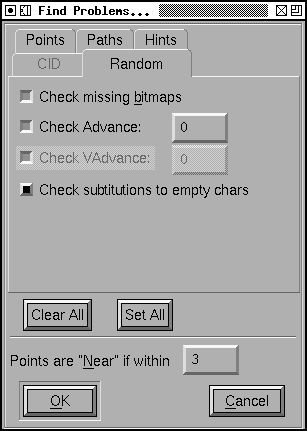 Find Problems...
Points Paths Hints
CID Random
Check missing bitmaps
Check Advance: 0
Check VAdvance: 0
Check subtitutions to empty chars
Clear All Set All
Points are "Near" if within 3
OK Cancel